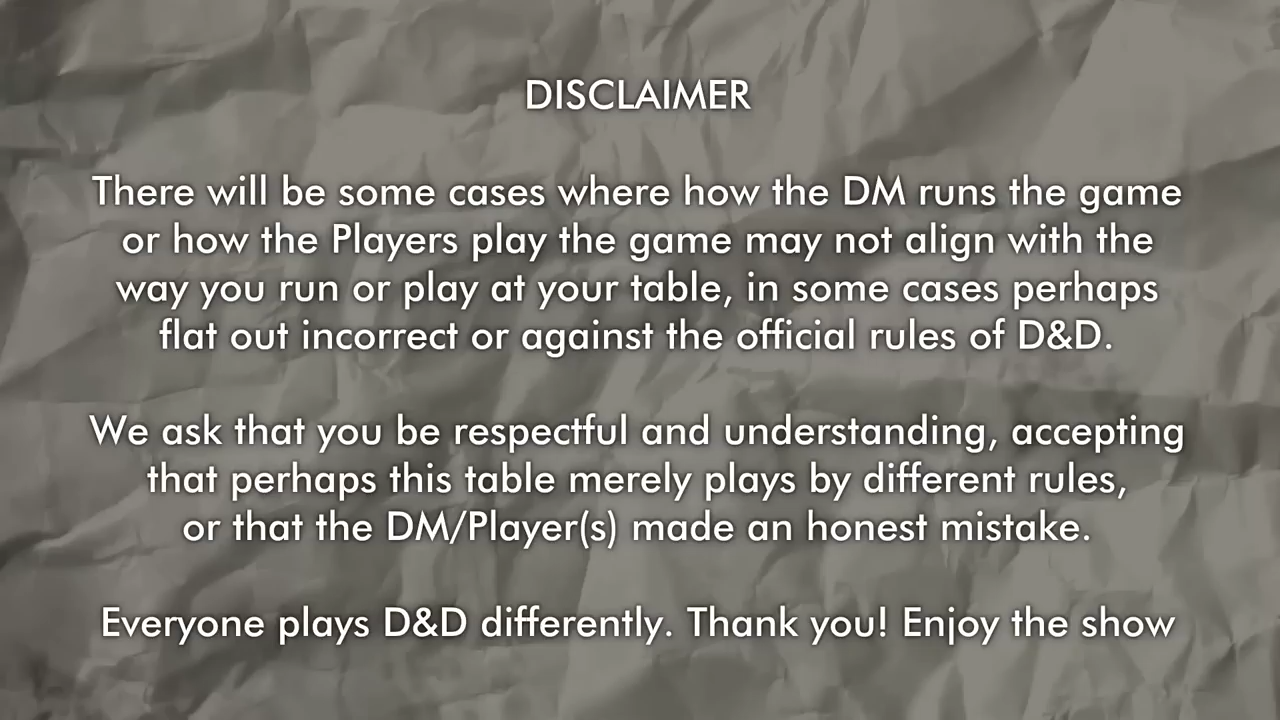 DISCLAIMER
There will be some cases where how the DM runs the game
or how the Players play the game may not align with the
way you run or play at your table, in some cases perhaps
flat out incorrect or against the official rules of D&D.
We ask that you be respectful and understanding, accepting
that perhaps this table merely plays by different rules,
or that the DM/Player(s) made an honest mistake.
Everyone plays D&D differently. Thank you! Enjoy the show